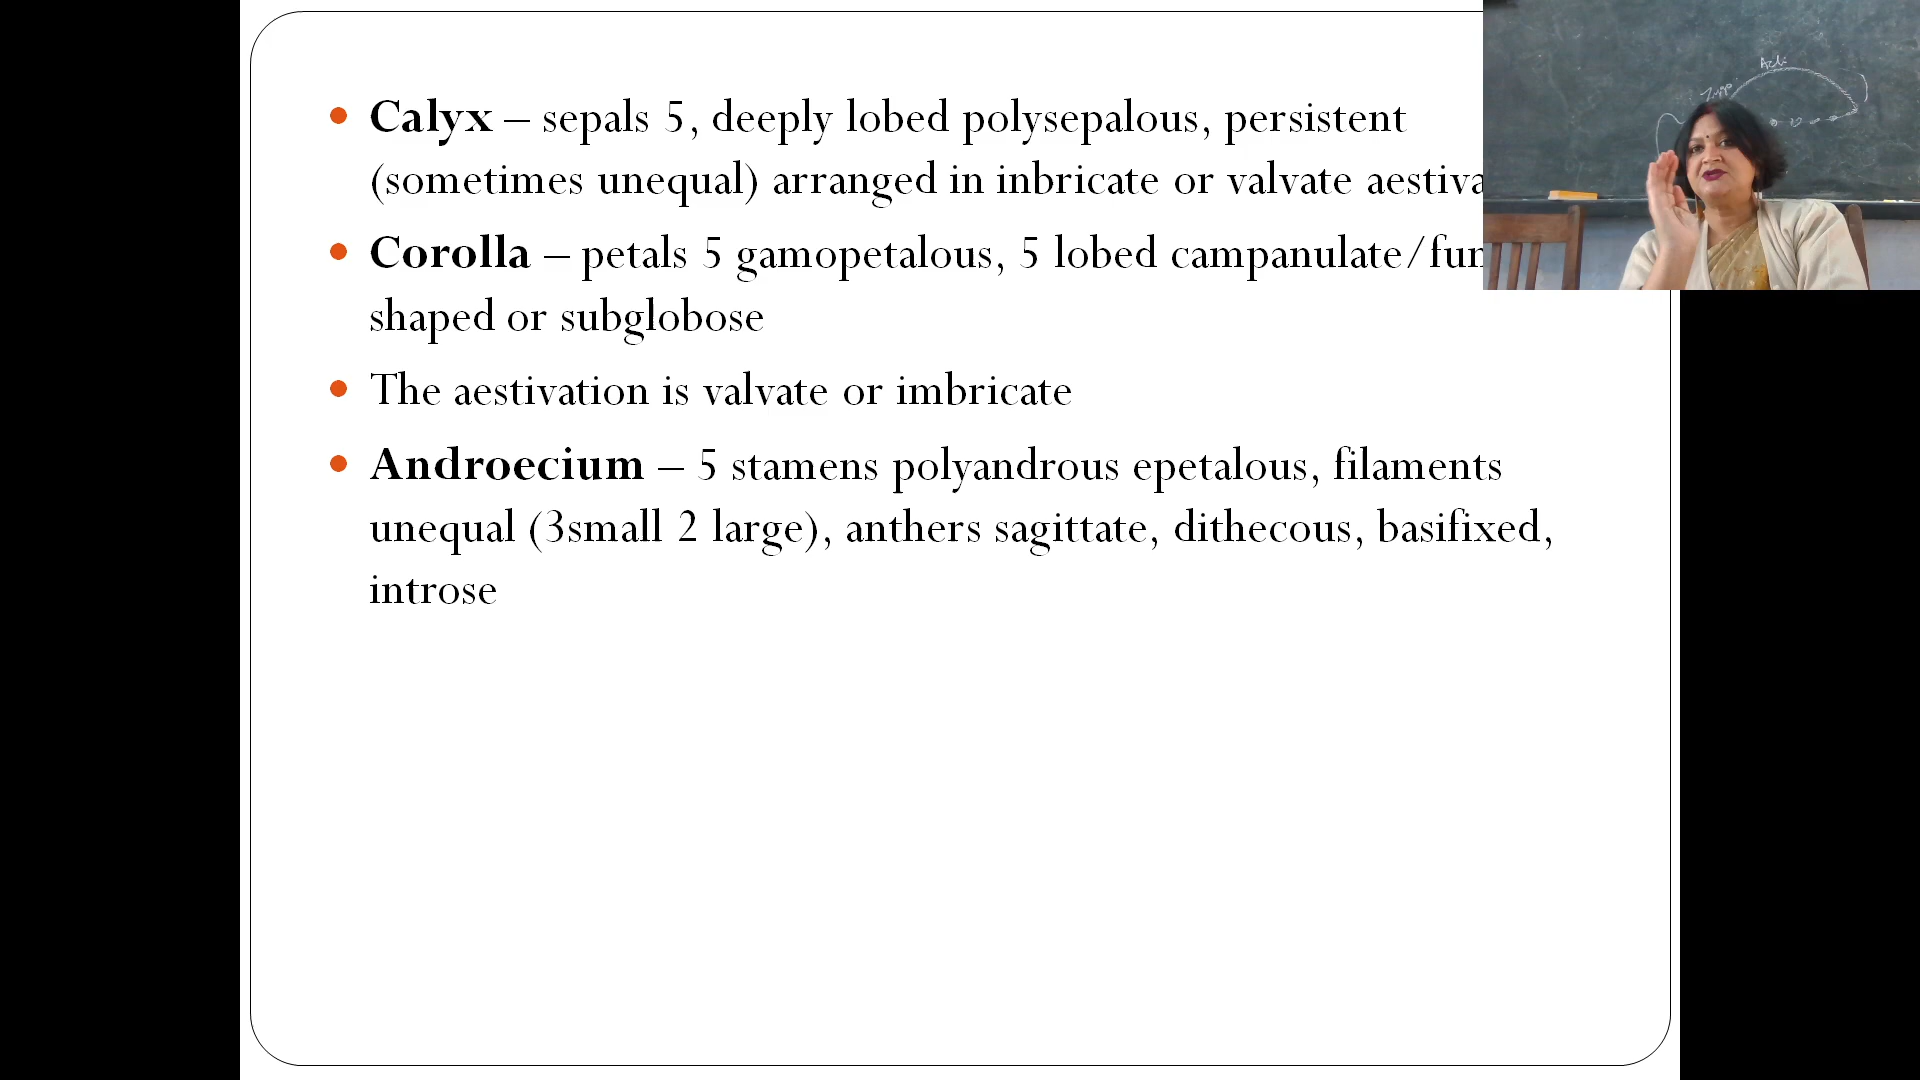 Calyx – sepals 5, deeply lobed polysepalous, persistent
(sometimes unequal) arranged in inbricate or valvate
Corolla – petals 5 gamopetalous, 5 lobed campanulate/
shaped or subglobose
The aestivation is valvate or imbricate
Androecium – 5 stamens polyandrous epetalous, filaments
unequal (3small 2 large), anthers sagittate, dithecous, basifixed,
introse